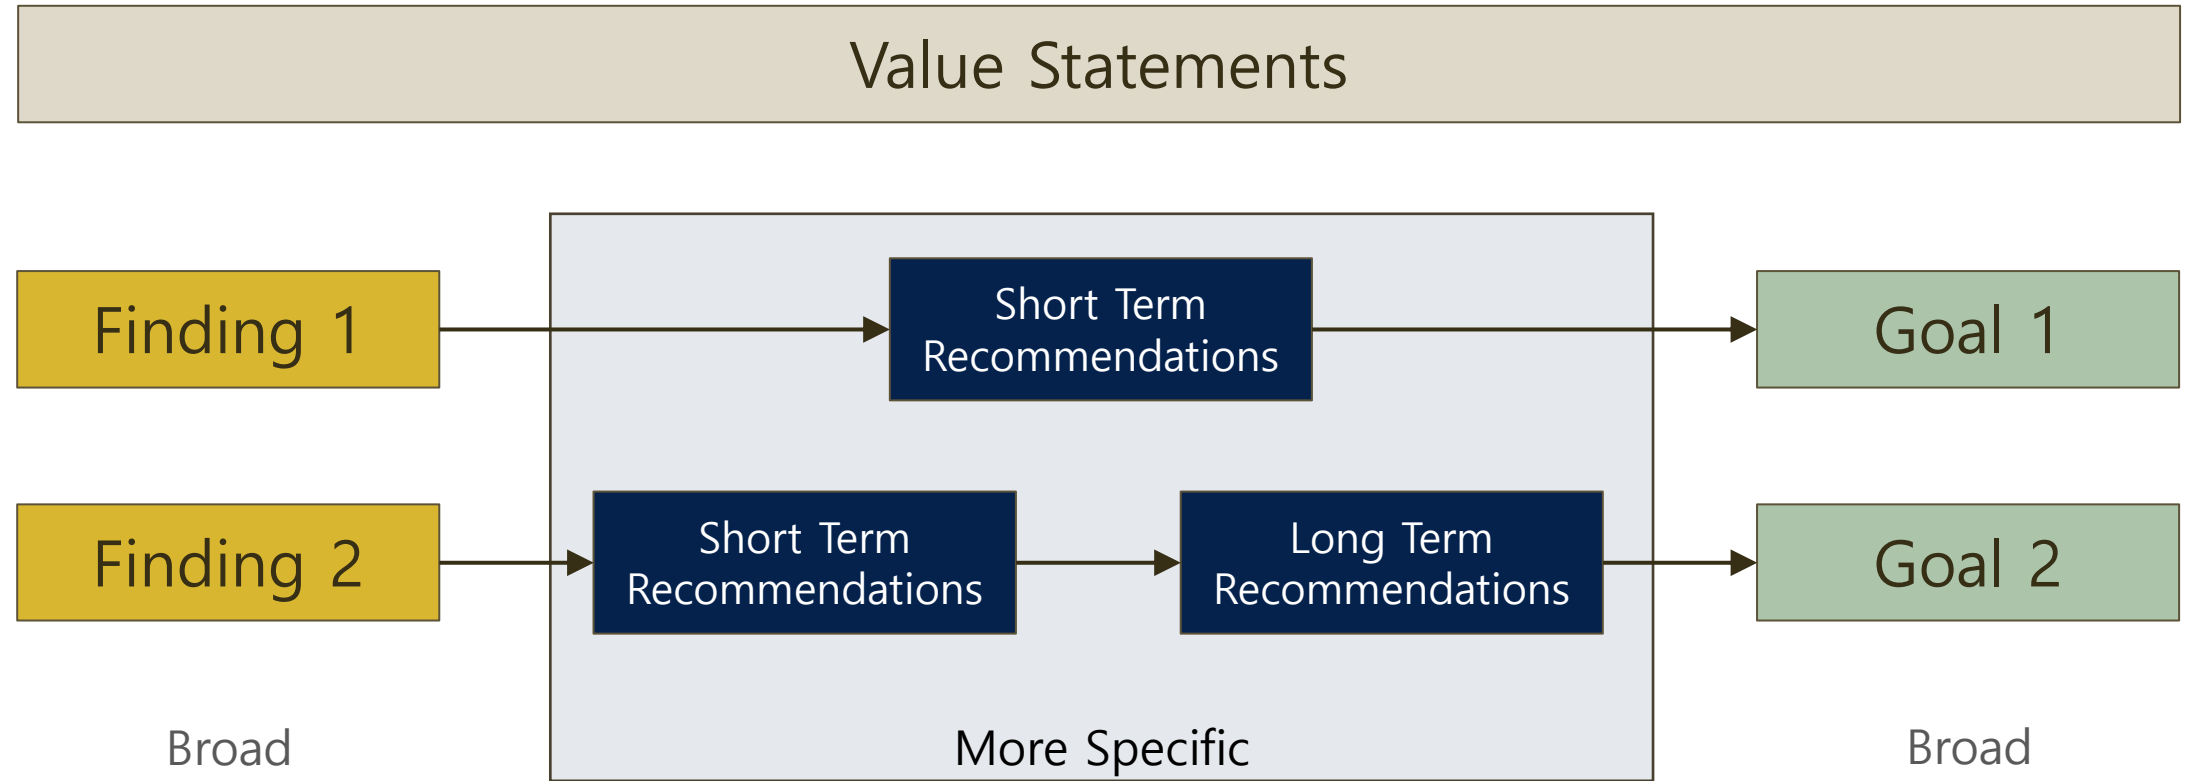 Value Statements
Finding 1
Short Term
Recommendations
Goal 1
Finding 2
Short Term
Recommendations
Long Term
Recommendations
Goal 2
Broad
More Specific
Broad